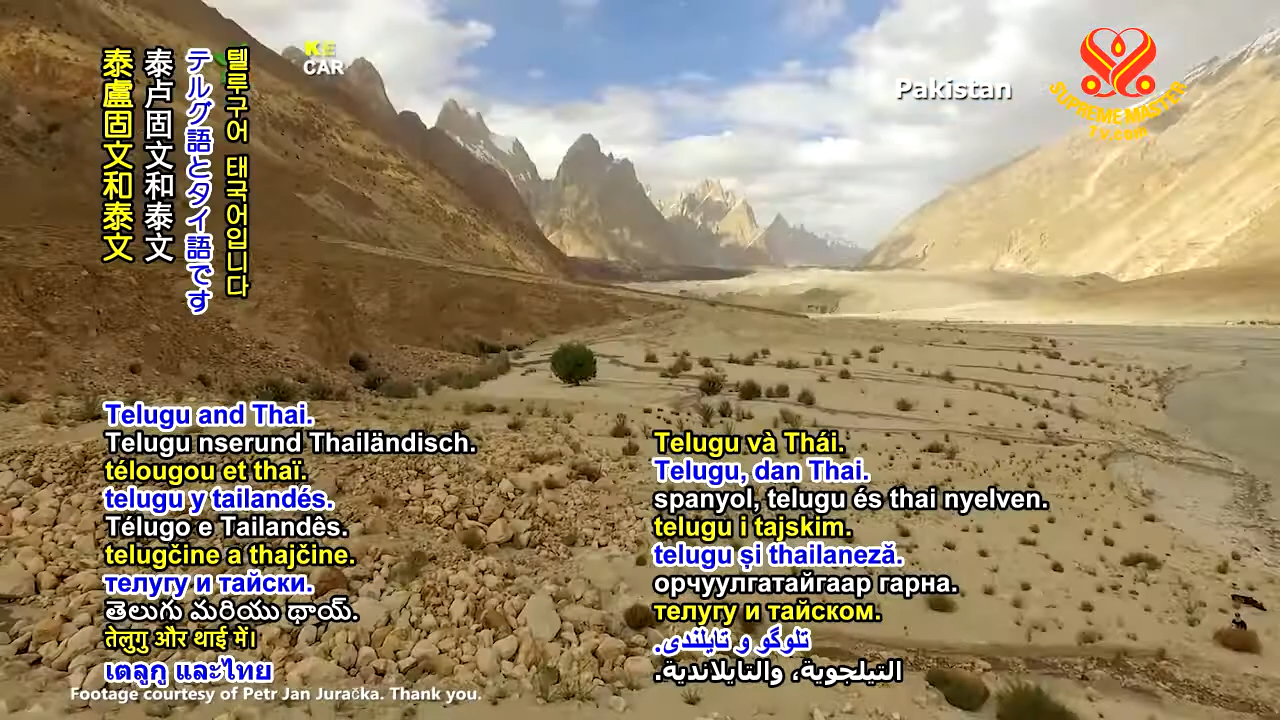 KE
CAR
Pakistan
SUPREME MASTER
TV.com
텔루구어 태국어입니다
テルグ語とタイ語です
泰卢固文和泰文
泰盧固文和泰文
Telugu and Thai.
Telugu nserund Thailändisch.
télougou et thaï.
telugu y tailandés.
Télugo e Tailandês.
telugčine a thajčine.
телугу и тайски.
తెలుగు మరియు థాయ్.
तेलुगु और थाई में।
เตลูกู และไทย
Telugu và Thái.
Telugu, dan Thai.
spanyol, telugu és thai nyelven.
telugu i tajskim.
telugu și thailaneză.
орчуулгатайгаар гарна.
телугу и тайском.
تلوگو و تایلندی.
التيلجوية، والتايلاندية.
Footage courtesy of Petr Jan Juračka. Thank you.